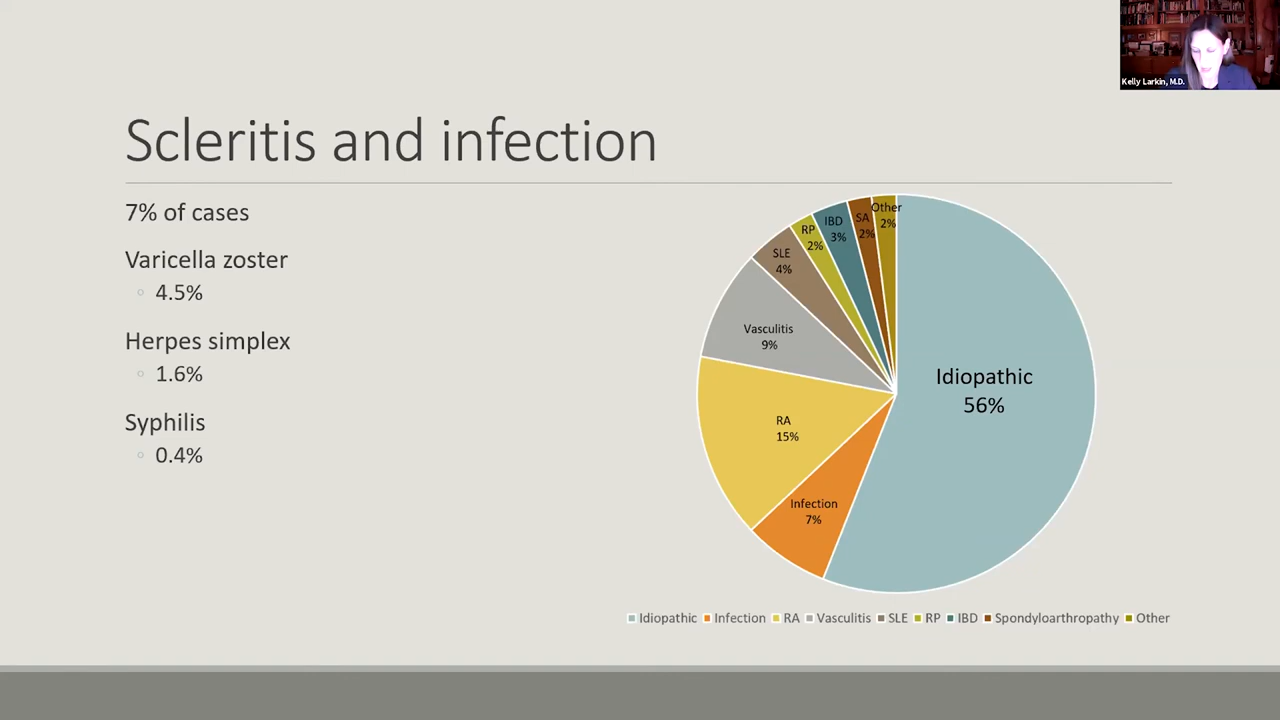 Kelly Larkin, M.D.
Scleritis and infection
7% of cases
Varicella zoster
4.5%
Herpes simplex
1.6%
Syphilis
0.4%
Other
2%
SA
2%
IBD
3%
RP
2%
SLE
4%
Vasculitis
9%
RA
15%
Infection
7%
Idiopathic
56%
Idiopathic Infection RA Vasculitis SLE RP IBD Spondyloarthropathy Other